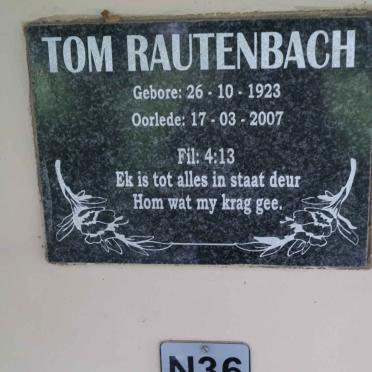 TOM RAUTENBACH
Gebore: 26 - 10 - 1923
Oorlede: 17 - 03 - 2007
Fil: 4:13
Ek is tot alles in staat deur
Hom wat my krag gee.
N36